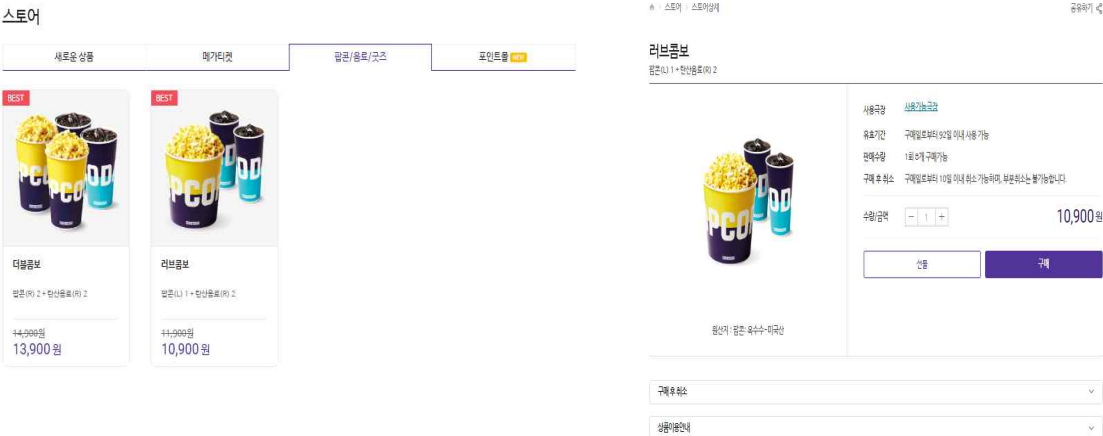 스토어
새로운 상품
메가티켓
팝콘/음료/굿즈
포인트몰 NEW
BEST
BEST
더블콤보
팝콘(R) 2 + 탄산음료(R) 2
14,900원
13,900 원
러브콤보
팝콘(L) 1 + 탄산음료(R) 2
11,900원
10,900 원
스토어 > 스토어상세
공유하기
러브콤보
팝콘(L) 1 + 탄산음료(R) 2
사용극장 사용가능극장
유효기간 구매일로부터 92일 이내 사용 가능
판매수량 1회 8개 구매가능
구매 후 취소 구매일로부터 10일 이내 취소 가능하며, 부분취소는 불가능합니다.
수량/금액 - 1 + 10,900 원
선물
구매
원산지 : 팝콘: 옥수수-미국산
구매 후 취소
상품이용안내